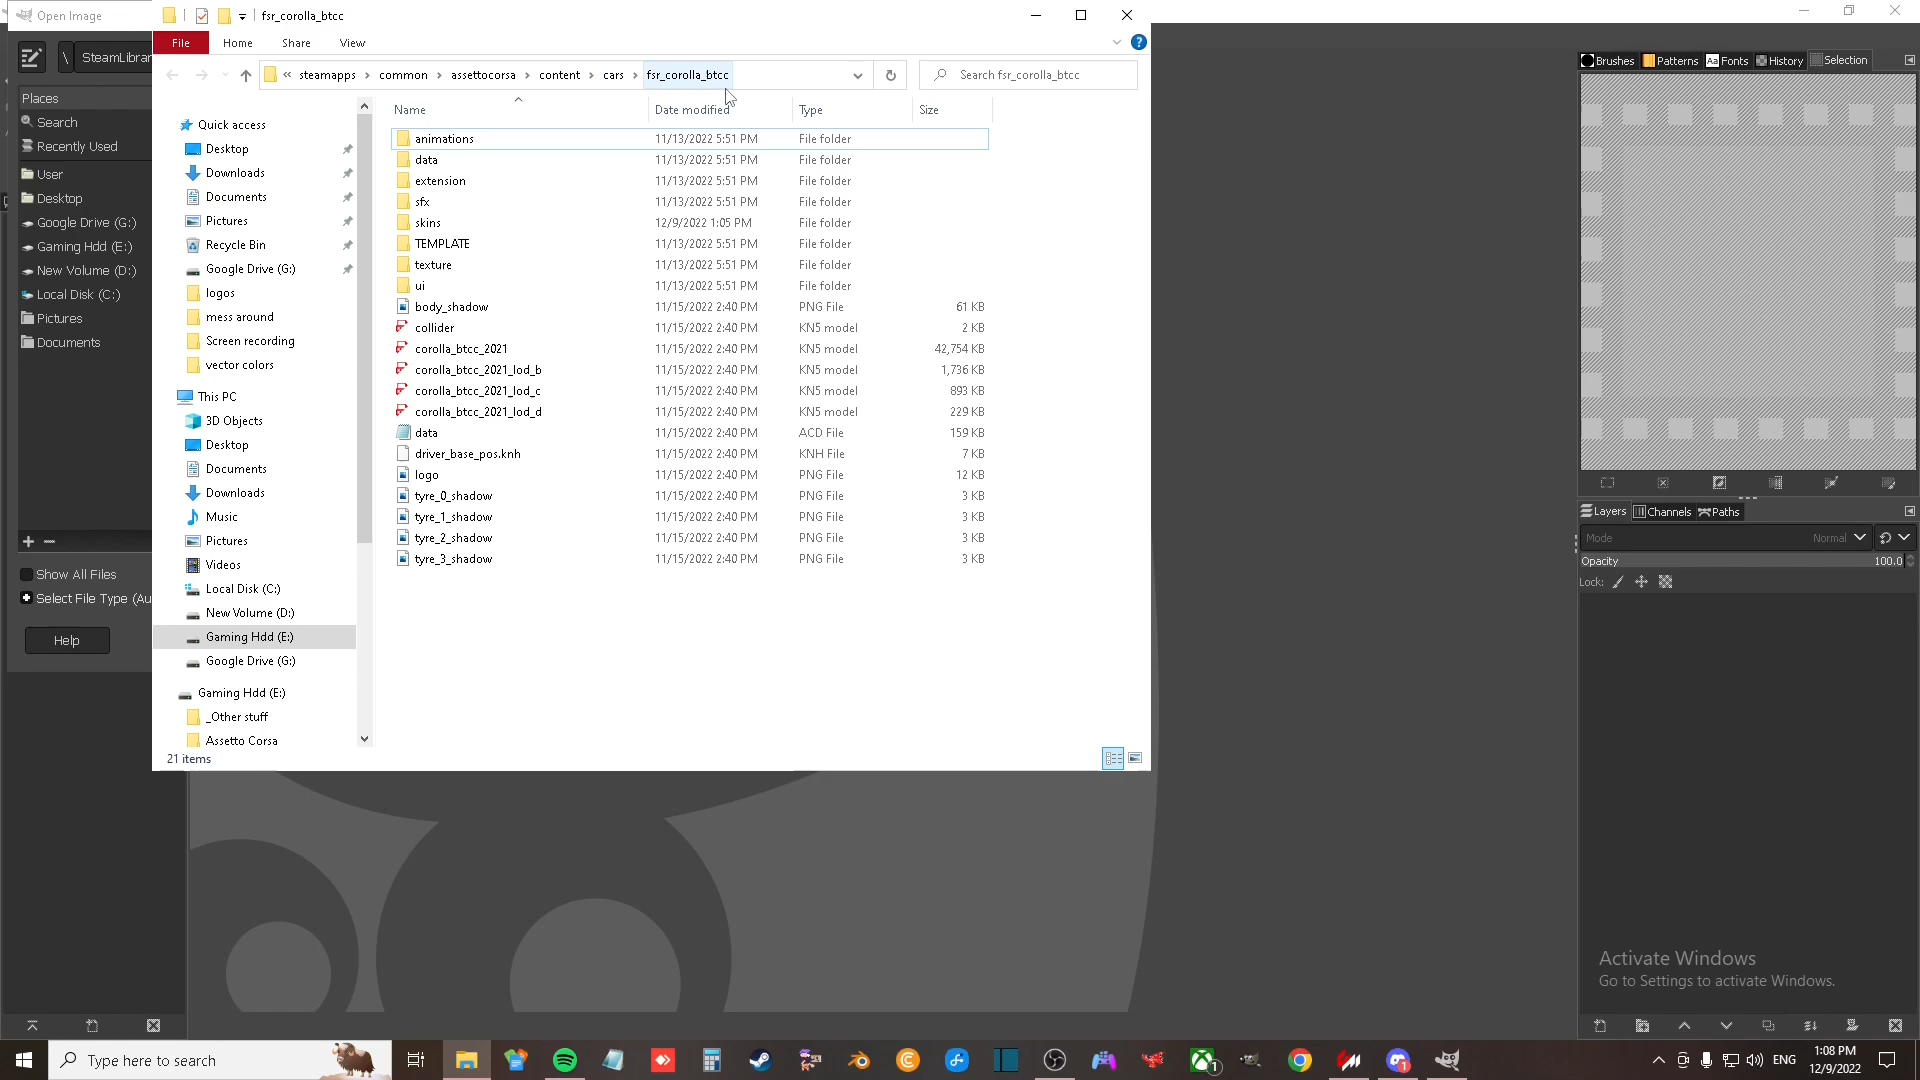 Open Image
fsr_corolla_btcc
File
Home
Share
View
\
SteamLibrar
« steamapps > common > assettocorsa > content > cars > fsr_corolla_btcc
Search fsr_corolla_btcc
Places
Search
Recently Used
User
Desktop
Google Drive (G:)
Gaming Hdd (E:)
New Volume (D:)
Local Disk (C:)
Pictures
Documents
Show All Files
Select File Type (Au
Help
Quick access
Desktop
Downloads
Documents
Pictures
Recycle Bin
Google Drive (G:)
logos
mess around
Screen recording
vector colors
This PC
3D Objects
Desktop
Documents
Downloads
Music
Pictures
Videos
Local Disk (C:)
New Volume (D:)
Gaming Hdd (E:)
Google Drive (G:)
Gaming Hdd (E:)
_Other stuff
Assetto Corsa
21 items
Name Date modified Type Size
animations 11/13/2022 5:51 PM File folder
data 11/13/2022 5:51 PM File folder
extension 11/13/2022 5:51 PM File folder
sfx 11/13/2022 5:51 PM File folder
skins 12/9/2022 1:05 PM File folder
TEMPLATE 11/13/2022 5:51 PM File folder
texture 11/13/2022 5:51 PM File folder
ui 11/13/2022 5:51 PM File folder
body_shadow 11/15/2022 2:40 PM PNG File 61 KB
collider 11/15/2022 2:40 PM KN5 model 2 KB
corolla_btcc_2021 11/15/2022 2:40 PM KN5 model 42,754 KB
corolla_btcc_2021_lod_b 11/15/2022 2:40 PM KN5 model 1,736 KB
corolla_btcc_2021_lod_c 11/15/2022 2:40 PM KN5 model 893 KB
corolla_btcc_2021_lod_d 11/15/2022 2:40 PM KN5 model 229 KB
data 11/15/2022 2:40 PM ACD File 159 KB
driver_base_pos.knh 11/15/2022 2:40 PM KNH File 7 KB
logo 11/15/2022 2:40 PM PNG File 12 KB
tyre_0_shadow 11/15/2022 2:40 PM PNG File 3 KB
tyre_1_shadow 11/15/2022 2:40 PM PNG File 3 KB
tyre_2_shadow 11/15/2022 2:40 PM PNG File 3 KB
tyre_3_shadow 11/15/2022 2:40 PM PNG File 3 KB
Brushes Patterns Aa Fonts History Selection
Layers Channels Paths
Mode Normal
Opacity 100.0
Lock:
Activate Windows
Go to Settings to activate Windows.
Type here to search
1
1
ENG
1:08 PM
12/9/2022